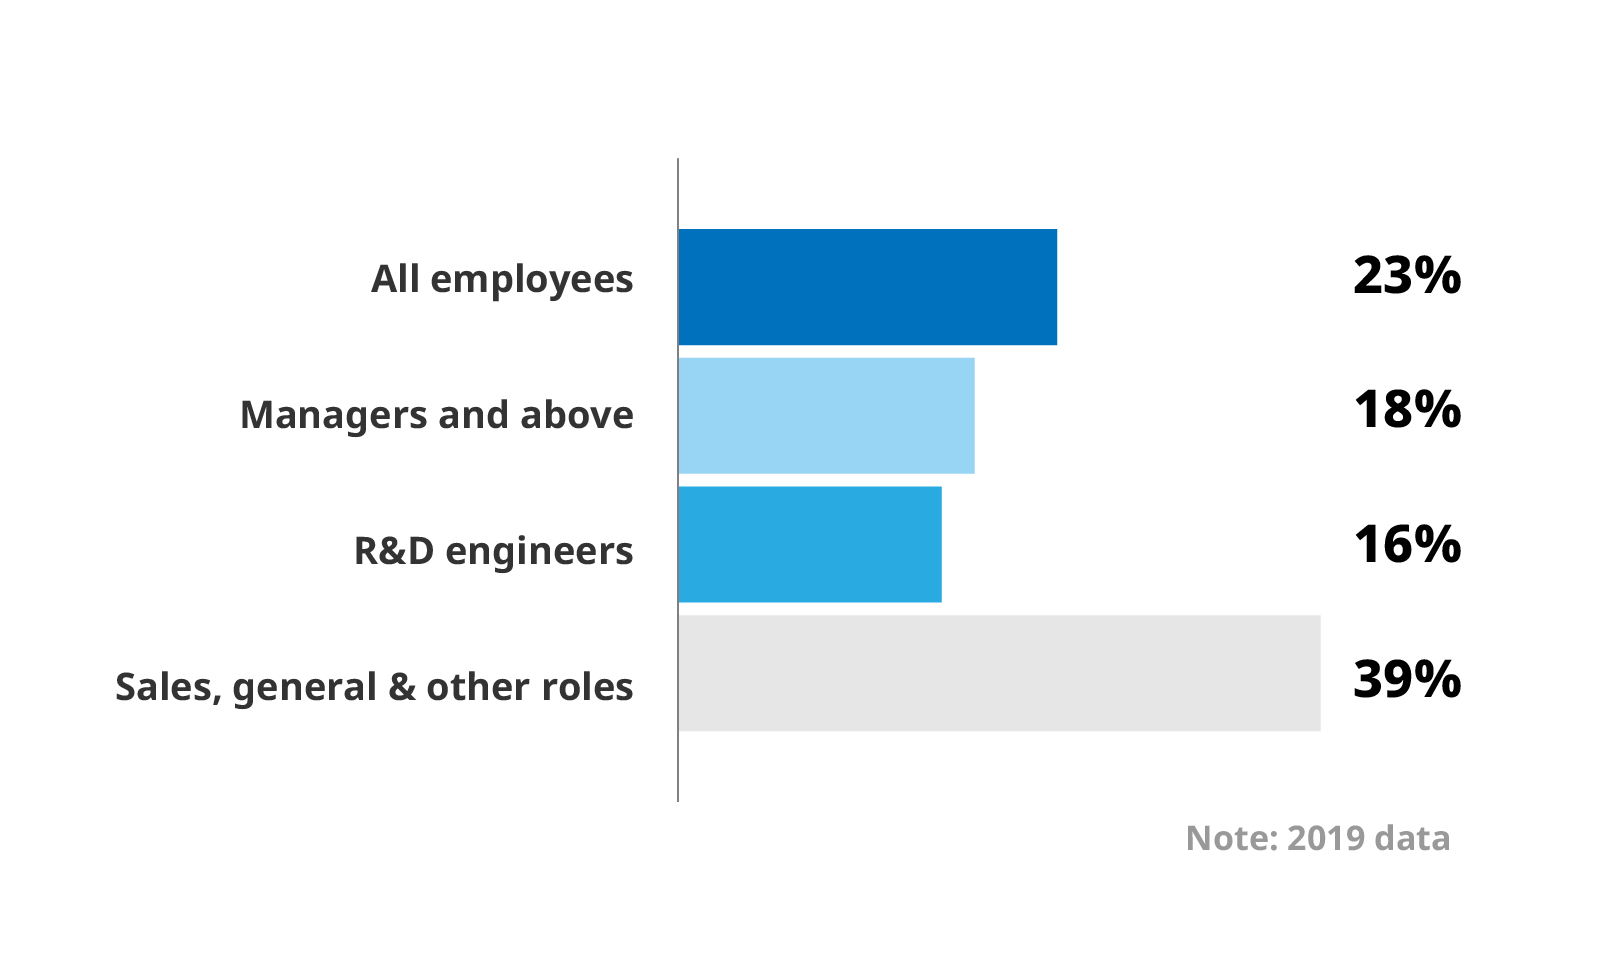 All employees 23%
Managers and above 18%
R&D engineers 16%
Sales, general & other roles 39%
Note: 2019 data